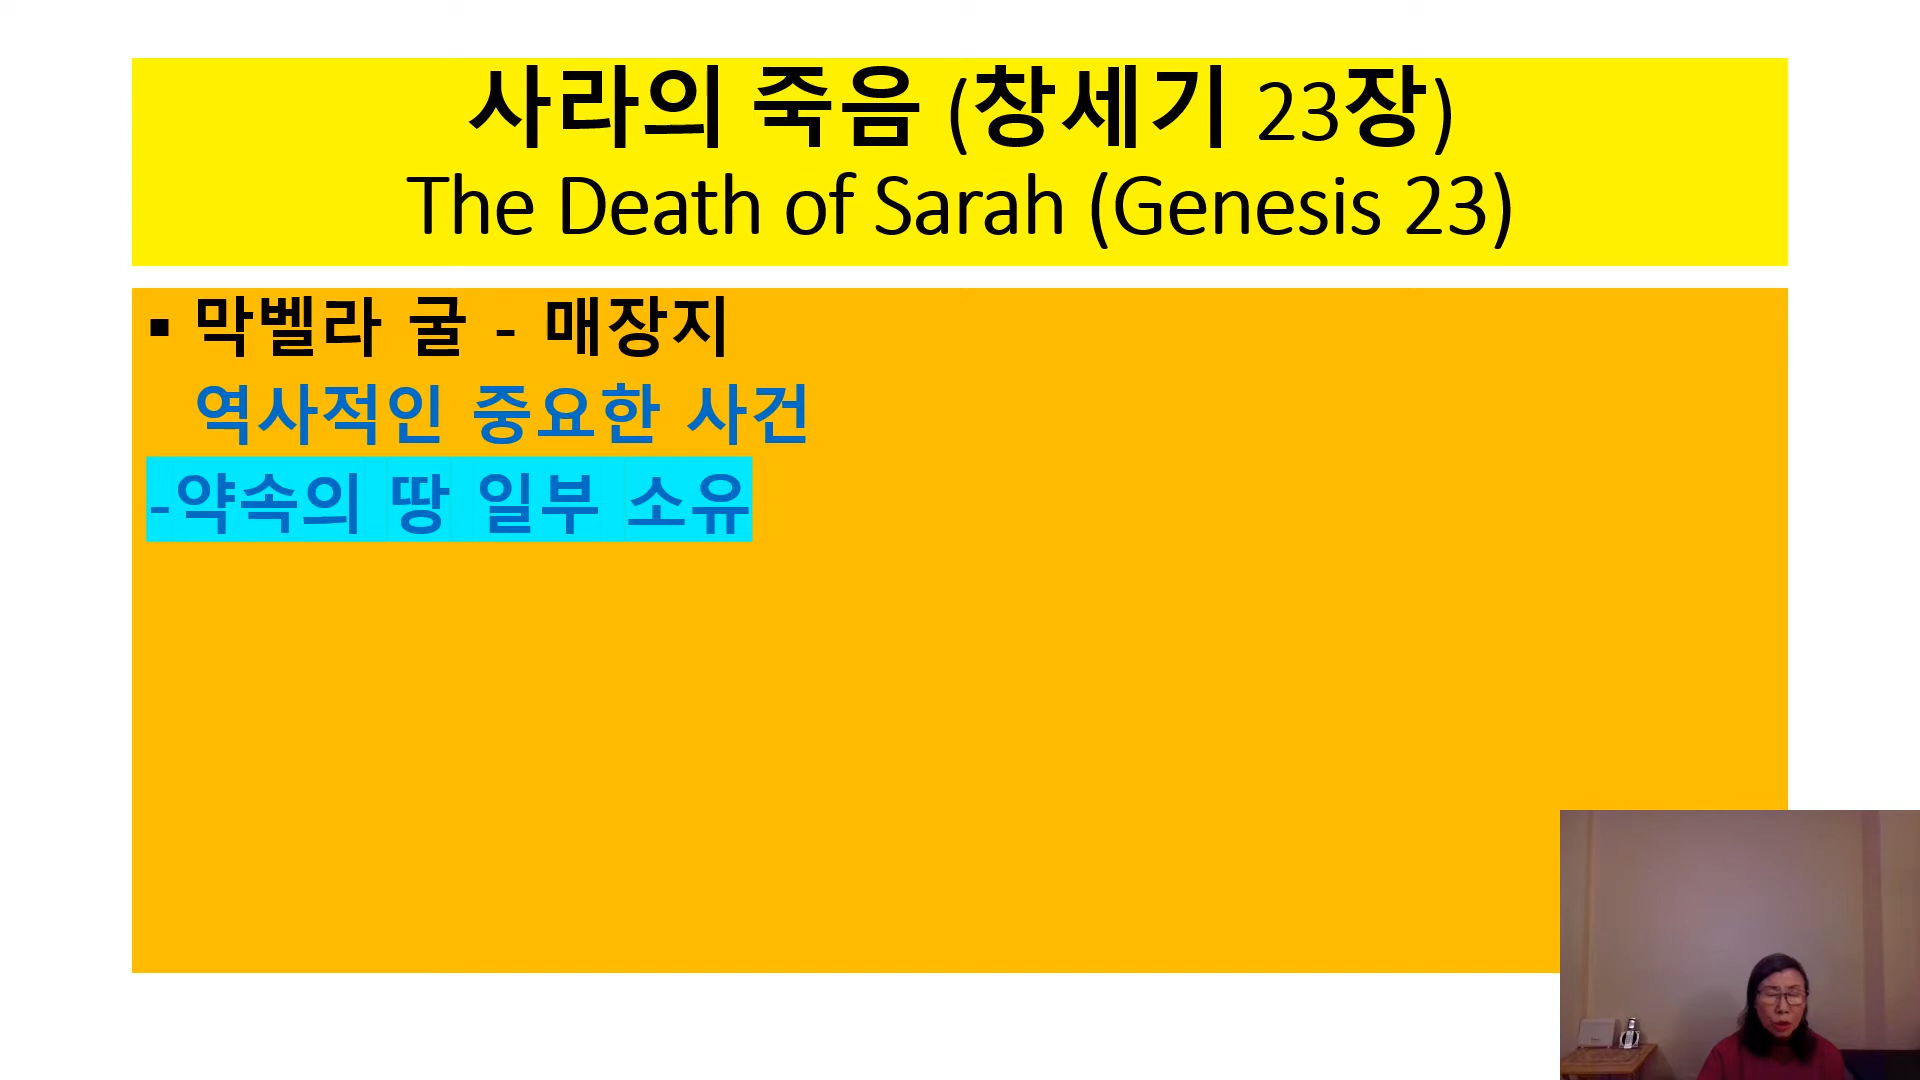 사라의 죽음 (창세기 23장)
The Death of Sarah (Genesis 23)
▪ 막벨라 굴 - 매장지
역사적인 중요한 사건
-약속의 땅 일부 소유